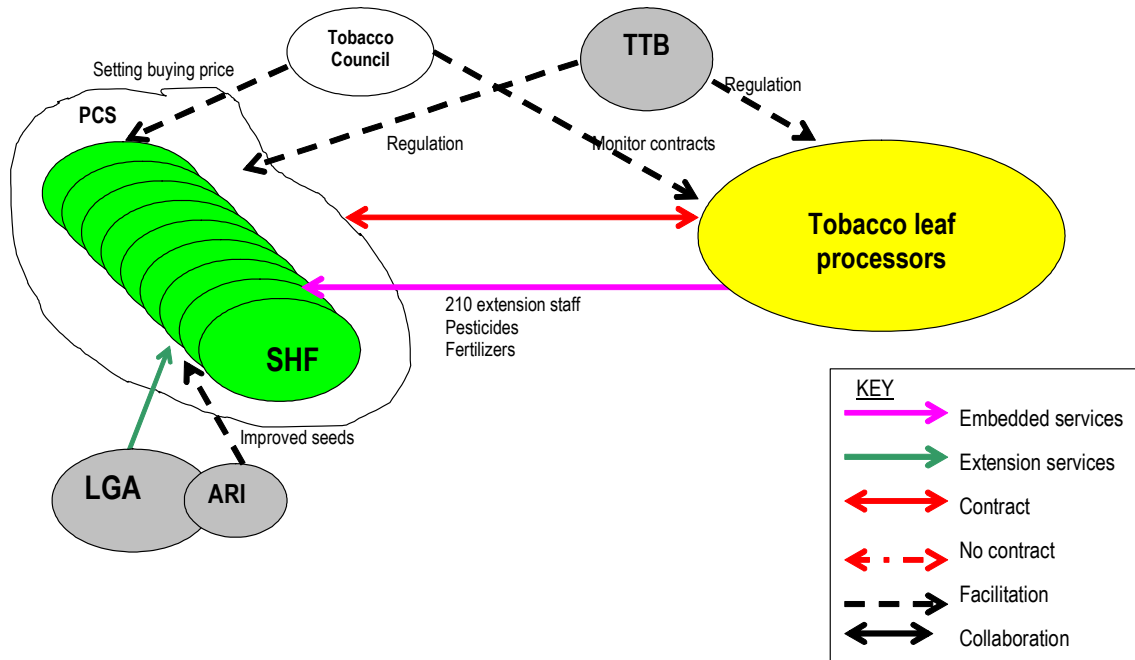 Tobacco
Council
TTB
Setting buying price
Regulation
PCS
Regulation
Monitor contracts
Tobacco leaf
processors
210 extension staff
Pesticides
Fertilizers
SHF
Improved seeds
LGA
ARI
KEY
Embedded services
Extension services
Contract
No contract
Facilitation
Collaboration